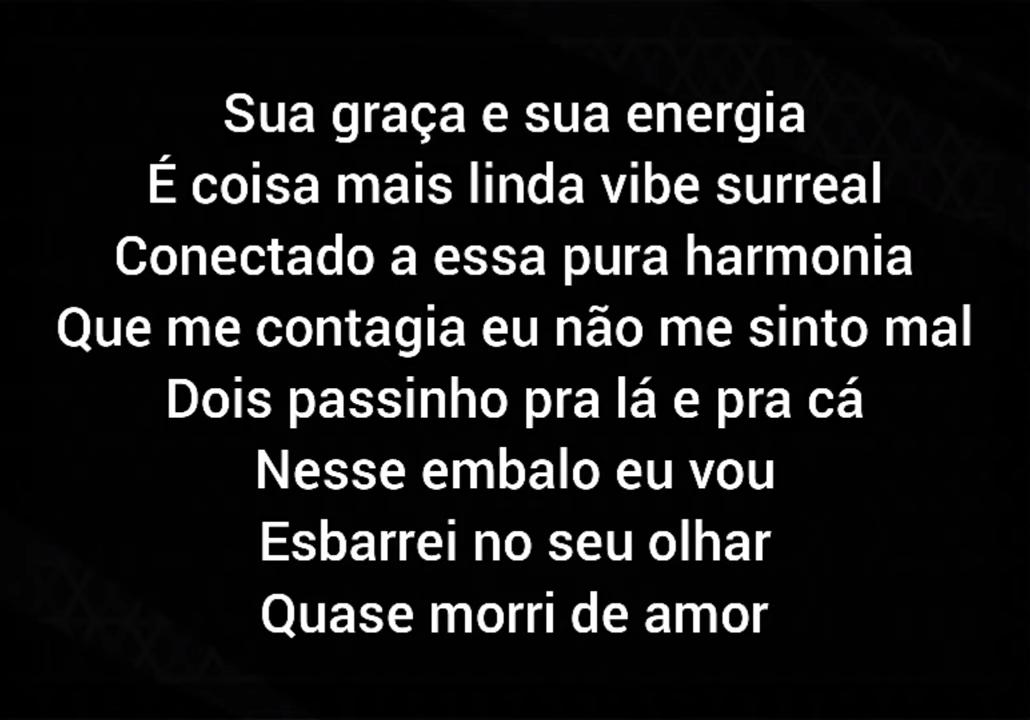 Sua graça e sua energia
É coisa mais linda vibe surreal
Conectado a essa pura harmonia
Que me contagia eu não me sinto mal
Dois passinho pra lá e pra cá
Nesse embalo eu vou
Esbarrei no seu olhar
Quase morri de amor